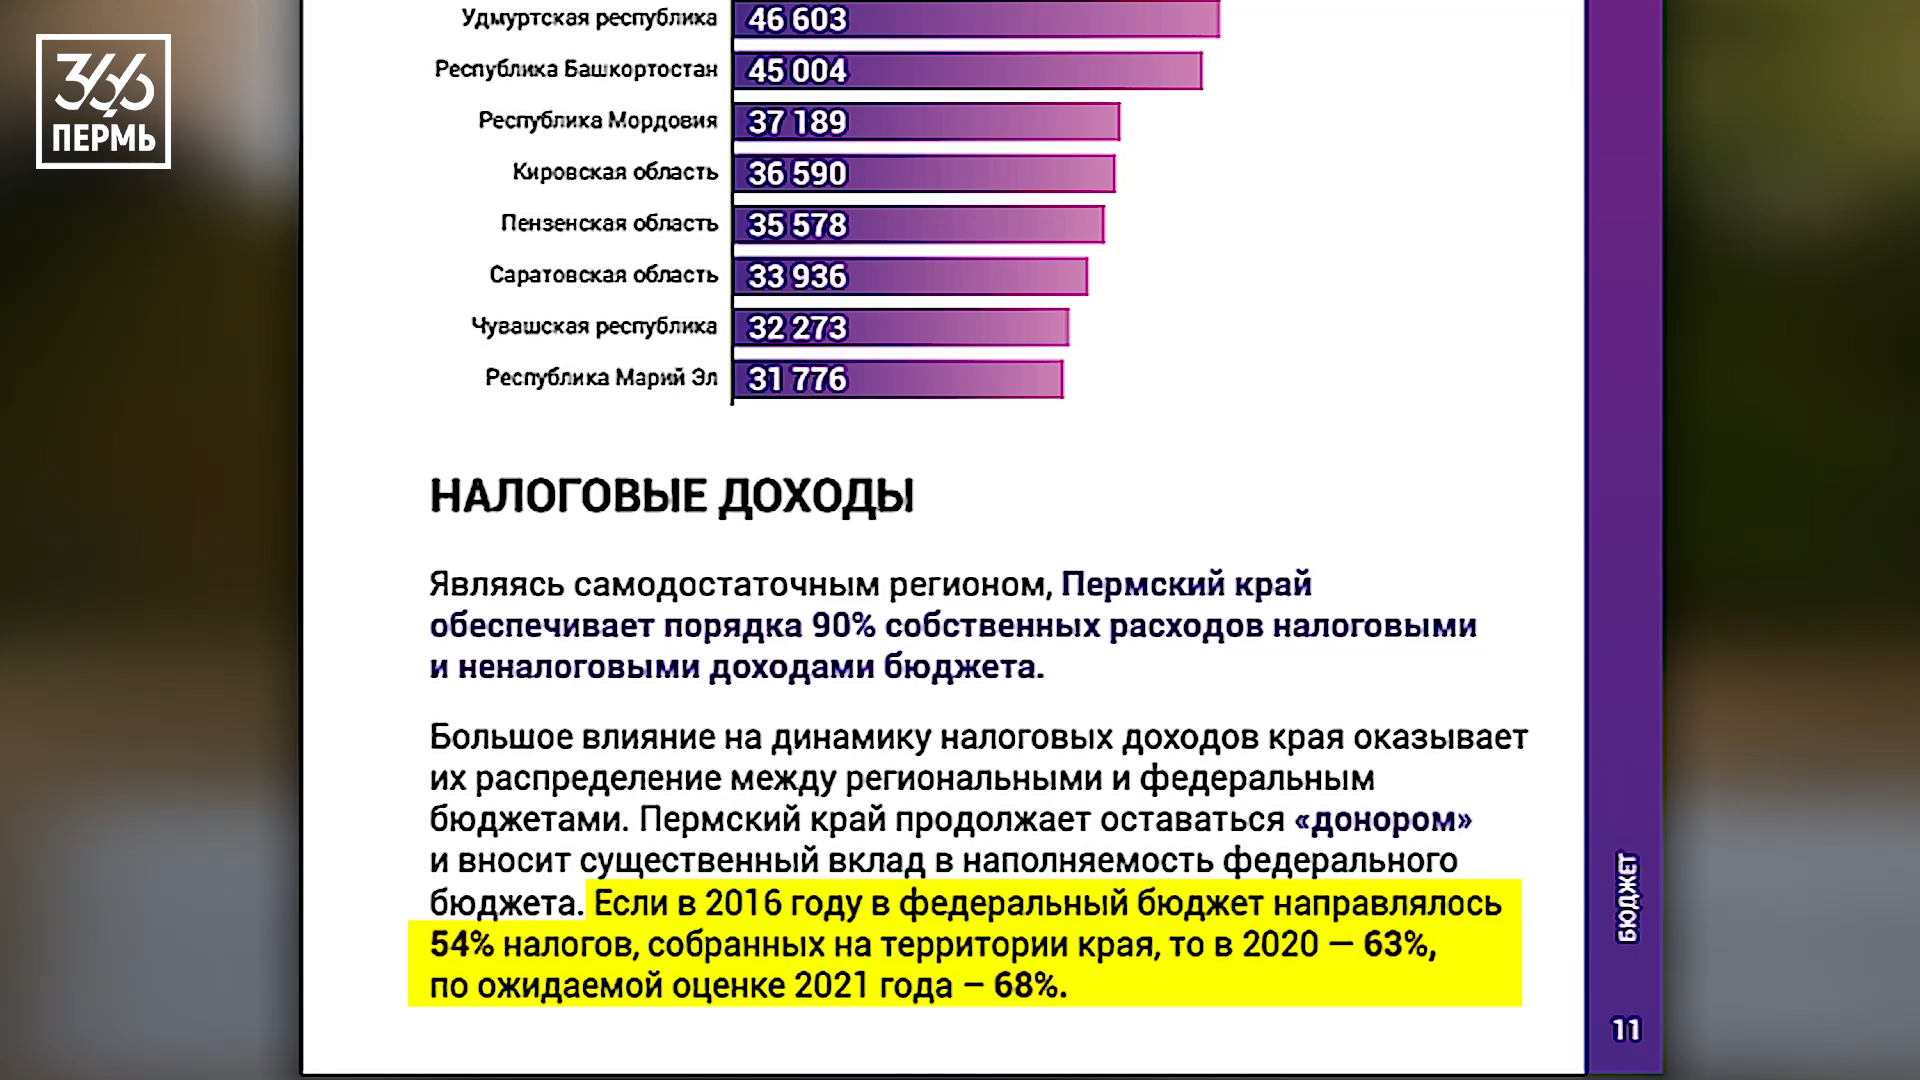 366
ПЕРМЬ
Удмуртская республика 46 603
Республика Башкортостан 45 004
Республика Мордовия 37 189
Кировская область 36 590
Пензенская область 35 578
Саратовская область 33 936
Чувашская республика 32 273
Республика Марий Эл 31 776
НАЛОГОВЫЕ ДОХОДЫ
Являясь самодостаточным регионом, Пермский край
обеспечивает порядка 90% собственных расходов налоговыми
и неналоговыми доходами бюджета.
Большое влияние на динамику налоговых доходов края оказывает
их распределение между региональными и федеральным
бюджетами. Пермский край продолжает оставаться «донором»
и вносит существенный вклад в наполняемость федерального
бюджета. Если в 2016 году в федеральный бюджет направлялось
54% налогов, собранных на территории края, то в 2020 — 63%,
по ожидаемой оценке 2021 года – 68%.
БЮДЖЕТ
11